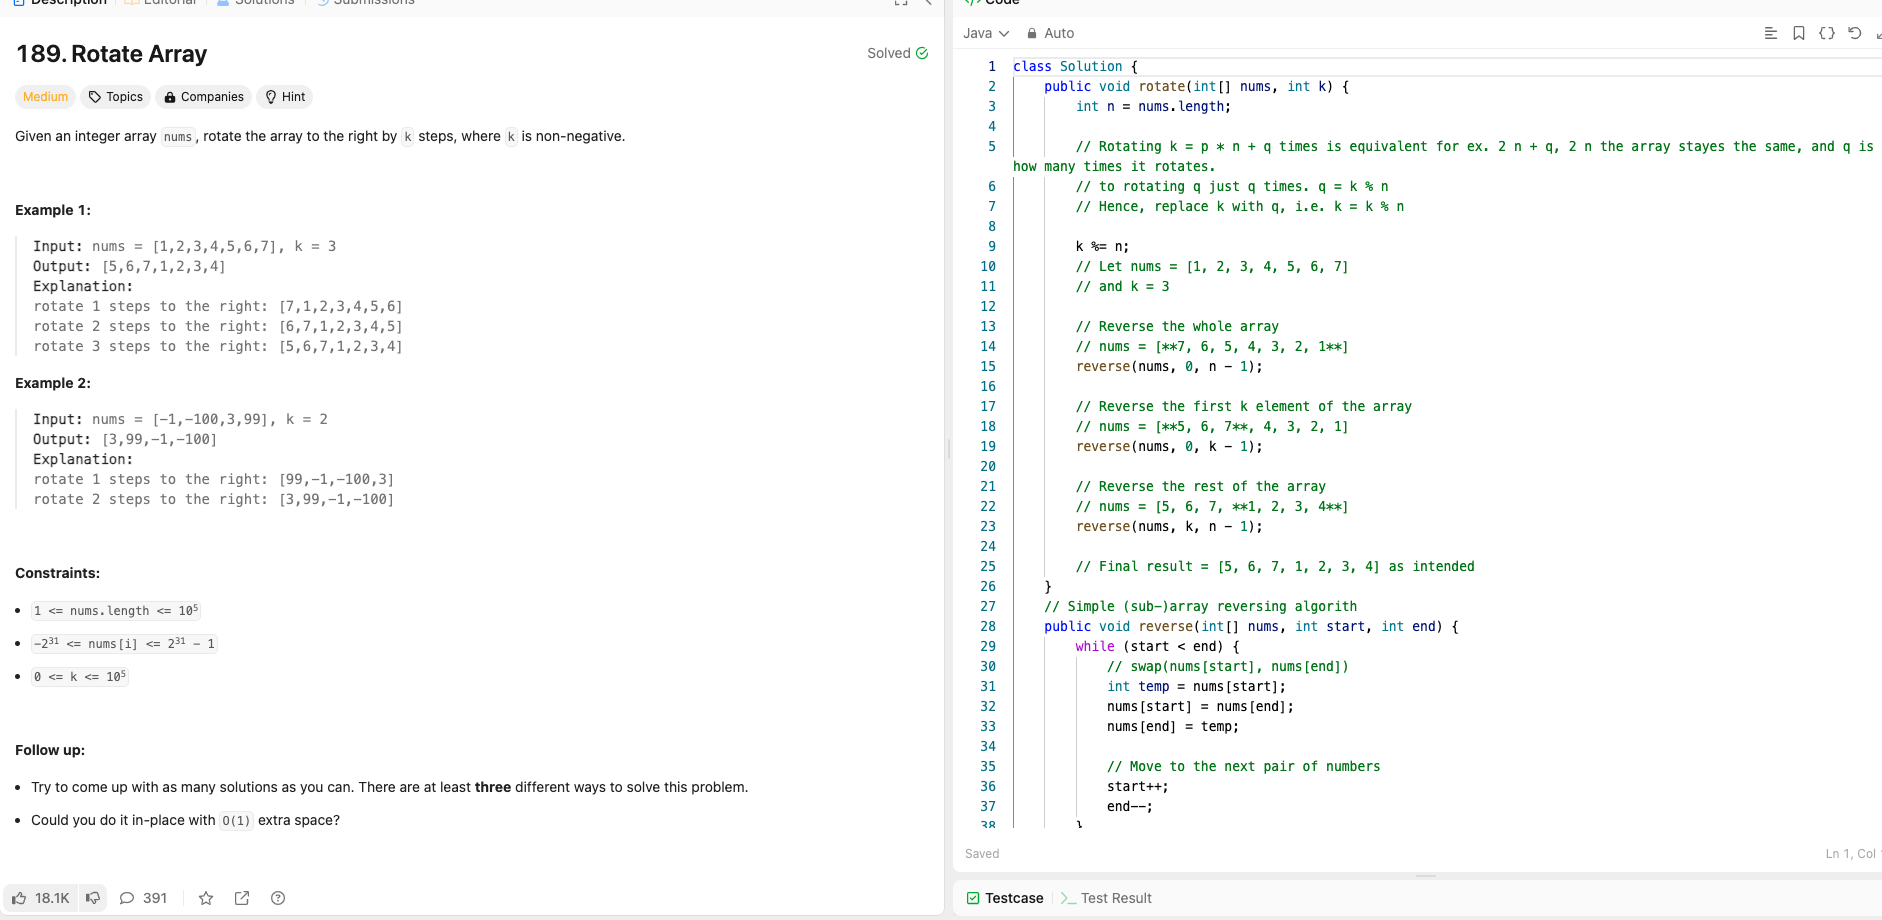 Description
Editorial
Solutions
Submissions
189. Rotate Array
Solved
Medium
Topics
Companies
Hint
Given an integer array nums, rotate the array to the right by k steps, where k is non-negative.
Example 1:
Input: nums = [1,2,3,4,5,6,7], k = 3
Output: [5,6,7,1,2,3,4]
Explanation:
rotate 1 steps to the right: [7,1,2,3,4,5,6]
rotate 2 steps to the right: [6,7,1,2,3,4,5]
rotate 3 steps to the right: [5,6,7,1,2,3,4]
Example 2:
Input: nums = [-1,-100,3,99], k = 2
Output: [3,99,-1,-100]
Explanation:
rotate 1 steps to the right: [99,-1,-100,3]
rotate 2 steps to the right: [3,99,-1,-100]
Constraints:
• 1 <= nums.length <= 10⁵
• -2³¹ <= nums[i] <= 2³¹ - 1
• 0 <= k <= 10⁵
Follow up:
• Try to come up with as many solutions as you can. There are at least three different ways to solve this problem.
• Could you do it in-place with O(1) extra space?
18.1K
391
Code
Java
Auto
1 class Solution {
2 public void rotate(int[] nums, int k) {
3 int n = nums.length;
4
5 // Rotating k = p * n + q times is equivalent for ex. 2 n + q, 2 n the array stayes the same, and q is
how many times it rotates.
6 // to rotating q just q times. q = k % n
7 // Hence, replace k with q, i.e. k = k % n
8
9 k %= n;
10 // Let nums = [1, 2, 3, 4, 5, 6, 7]
11 // and k = 3
12
13 // Reverse the whole array
14 // nums = [**7, 6, 5, 4, 3, 2, 1**]
15 reverse(nums, 0, n - 1);
16
17 // Reverse the first k element of the array
18 // nums = [**5, 6, 7**, 4, 3, 2, 1]
19 reverse(nums, 0, k - 1);
20
21 // Reverse the rest of the array
22 // nums = [5, 6, 7, **1, 2, 3, 4**]
23 reverse(nums, k, n - 1);
24
25 // Final result = [5, 6, 7, 1, 2, 3, 4] as intended
26 }
27 // Simple (sub-)array reversing algorith
28 public void reverse(int[] nums, int start, int end) {
29 while (start < end) {
30 // swap(nums[start], nums[end])
31 int temp = nums[start];
32 nums[start] = nums[end];
33 nums[end] = temp;
34
35 // Move to the next pair of numbers
36 start++;
37 end--;
38 }
Saved
Ln 1, Col
Testcase
Test Result